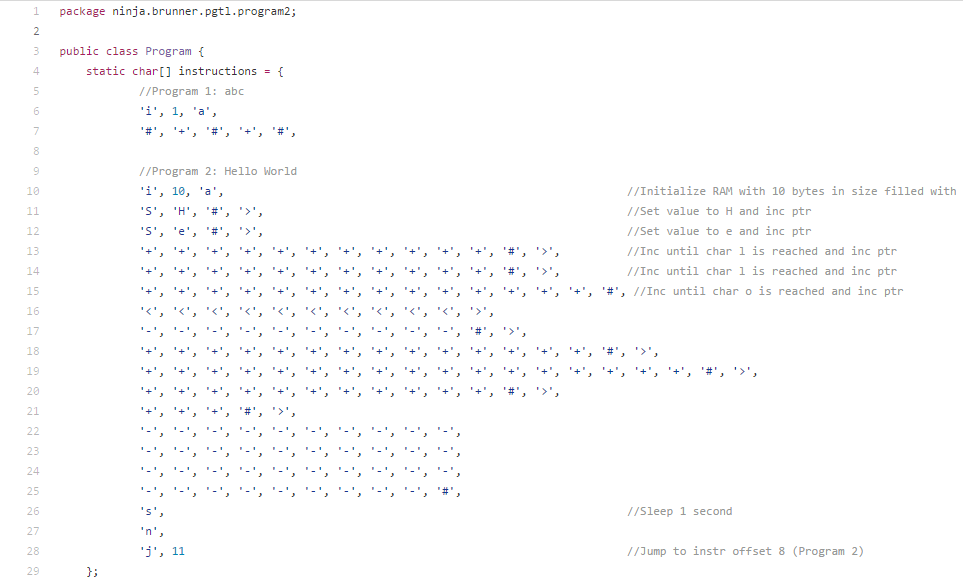 1 package ninja.brunner.pgtl.program2;
2
3 public class Program {
4 static char[] instructions = {
5 //Program 1: abc
6 'i', 1, 'a',
7 '#', '+', '#', '+', '#',
8
9 //Program 2: Hello World
10 'i', 10, 'a', //Initialize RAM with 10 bytes in size filled with
11 'S', 'H', '#', '>', //Set value to H and inc ptr
12 'S', 'e', '#', '>', //Set value to e and inc ptr
13 '+', '+', '+', '+', '+', '+', '+', '+', '+', '+', '+', '#', '>', //Inc until char l is reached and inc ptr
14 '+', '+', '+', '+', '+', '+', '+', '+', '+', '+', '+', '#', '>', //Inc until char l is reached and inc ptr
15 '+', '+', '+', '+', '+', '+', '+', '+', '+', '+', '+', '+', '+', '+', '#', //Inc until char o is reached and inc ptr
16 '<', '<', '<', '<', '<', '<', '<', '<', '<', '<', '>',
17 '-', '-', '-', '-', '-', '-', '-', '-', '-', '-', '#', '>',
18 '+', '+', '+', '+', '+', '+', '+', '+', '+', '+', '+', '+', '+', '+', '#', '>',
19 '+', '+', '+', '+', '+', '+', '+', '+', '+', '+', '+', '+', '+', '+', '+', '+', '+', '#', '>',
20 '+', '+', '+', '+', '+', '+', '+', '+', '+', '+', '+', '#', '>',
21 '+', '+', '+', '#', '>',
22 '-', '-', '-', '-', '-', '-', '-', '-', '-', '-',
23 '-', '-', '-', '-', '-', '-', '-', '-', '-', '-',
24 '-', '-', '-', '-', '-', '-', '-', '-', '-', '-',
25 '-', '-', '-', '-', '-', '-', '-', '-', '-', '#',
26 's', //Sleep 1 second
27 'n',
28 'j', 11 //Jump to instr offset 8 (Program 2)
29 };